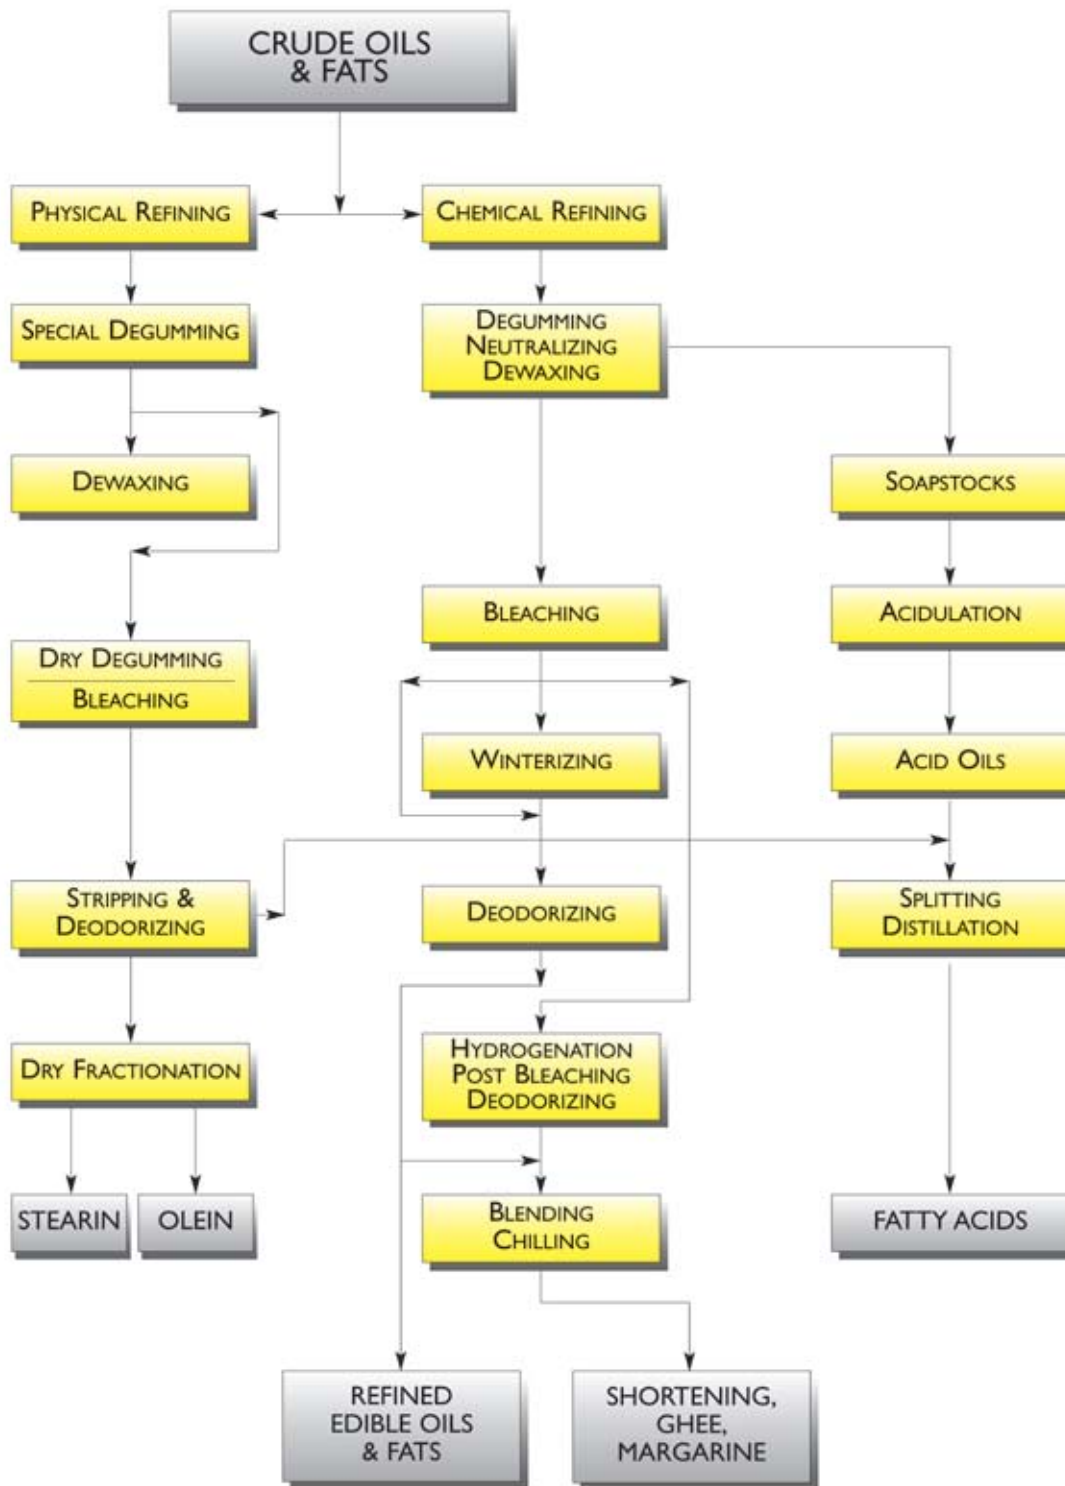 CRUDE OILS
& FATS
PHYSICAL REFINING
CHEMICAL REFINING
SPECIAL DEGUMMING
DEGUMMING
NEUTRALIZING
DEWAXING
DEWAXING
SOAPSTOCKS
BLEACHING
ACIDULATION
DRY DEGUMMING
BLEACHING
WINTERIZING
ACID OILS
STRIPPING &
DEODORIZING
DEODORIZING
SPLITTING
DISTILLATION
DRY FRACTIONATION
HYDROGENATION
POST BLEACHING
DEODORIZING
STEARIN
OLEIN
BLENDING
CHILLING
FATTY ACIDS
REFINED
EDIBLE OILS
& FATS
SHORTENING,
GHEE,
MARGARINE